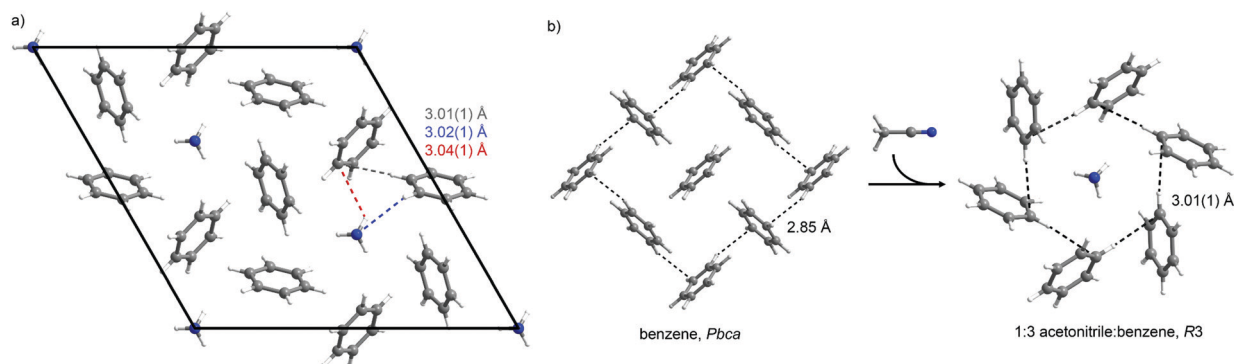 a)
3.01(1) Å
3.02(1) Å
3.04(1) Å
b)
2.85 Å
benzene, Pbca
3.01(1) Å
1:3 acetonitrile:benzene, R3